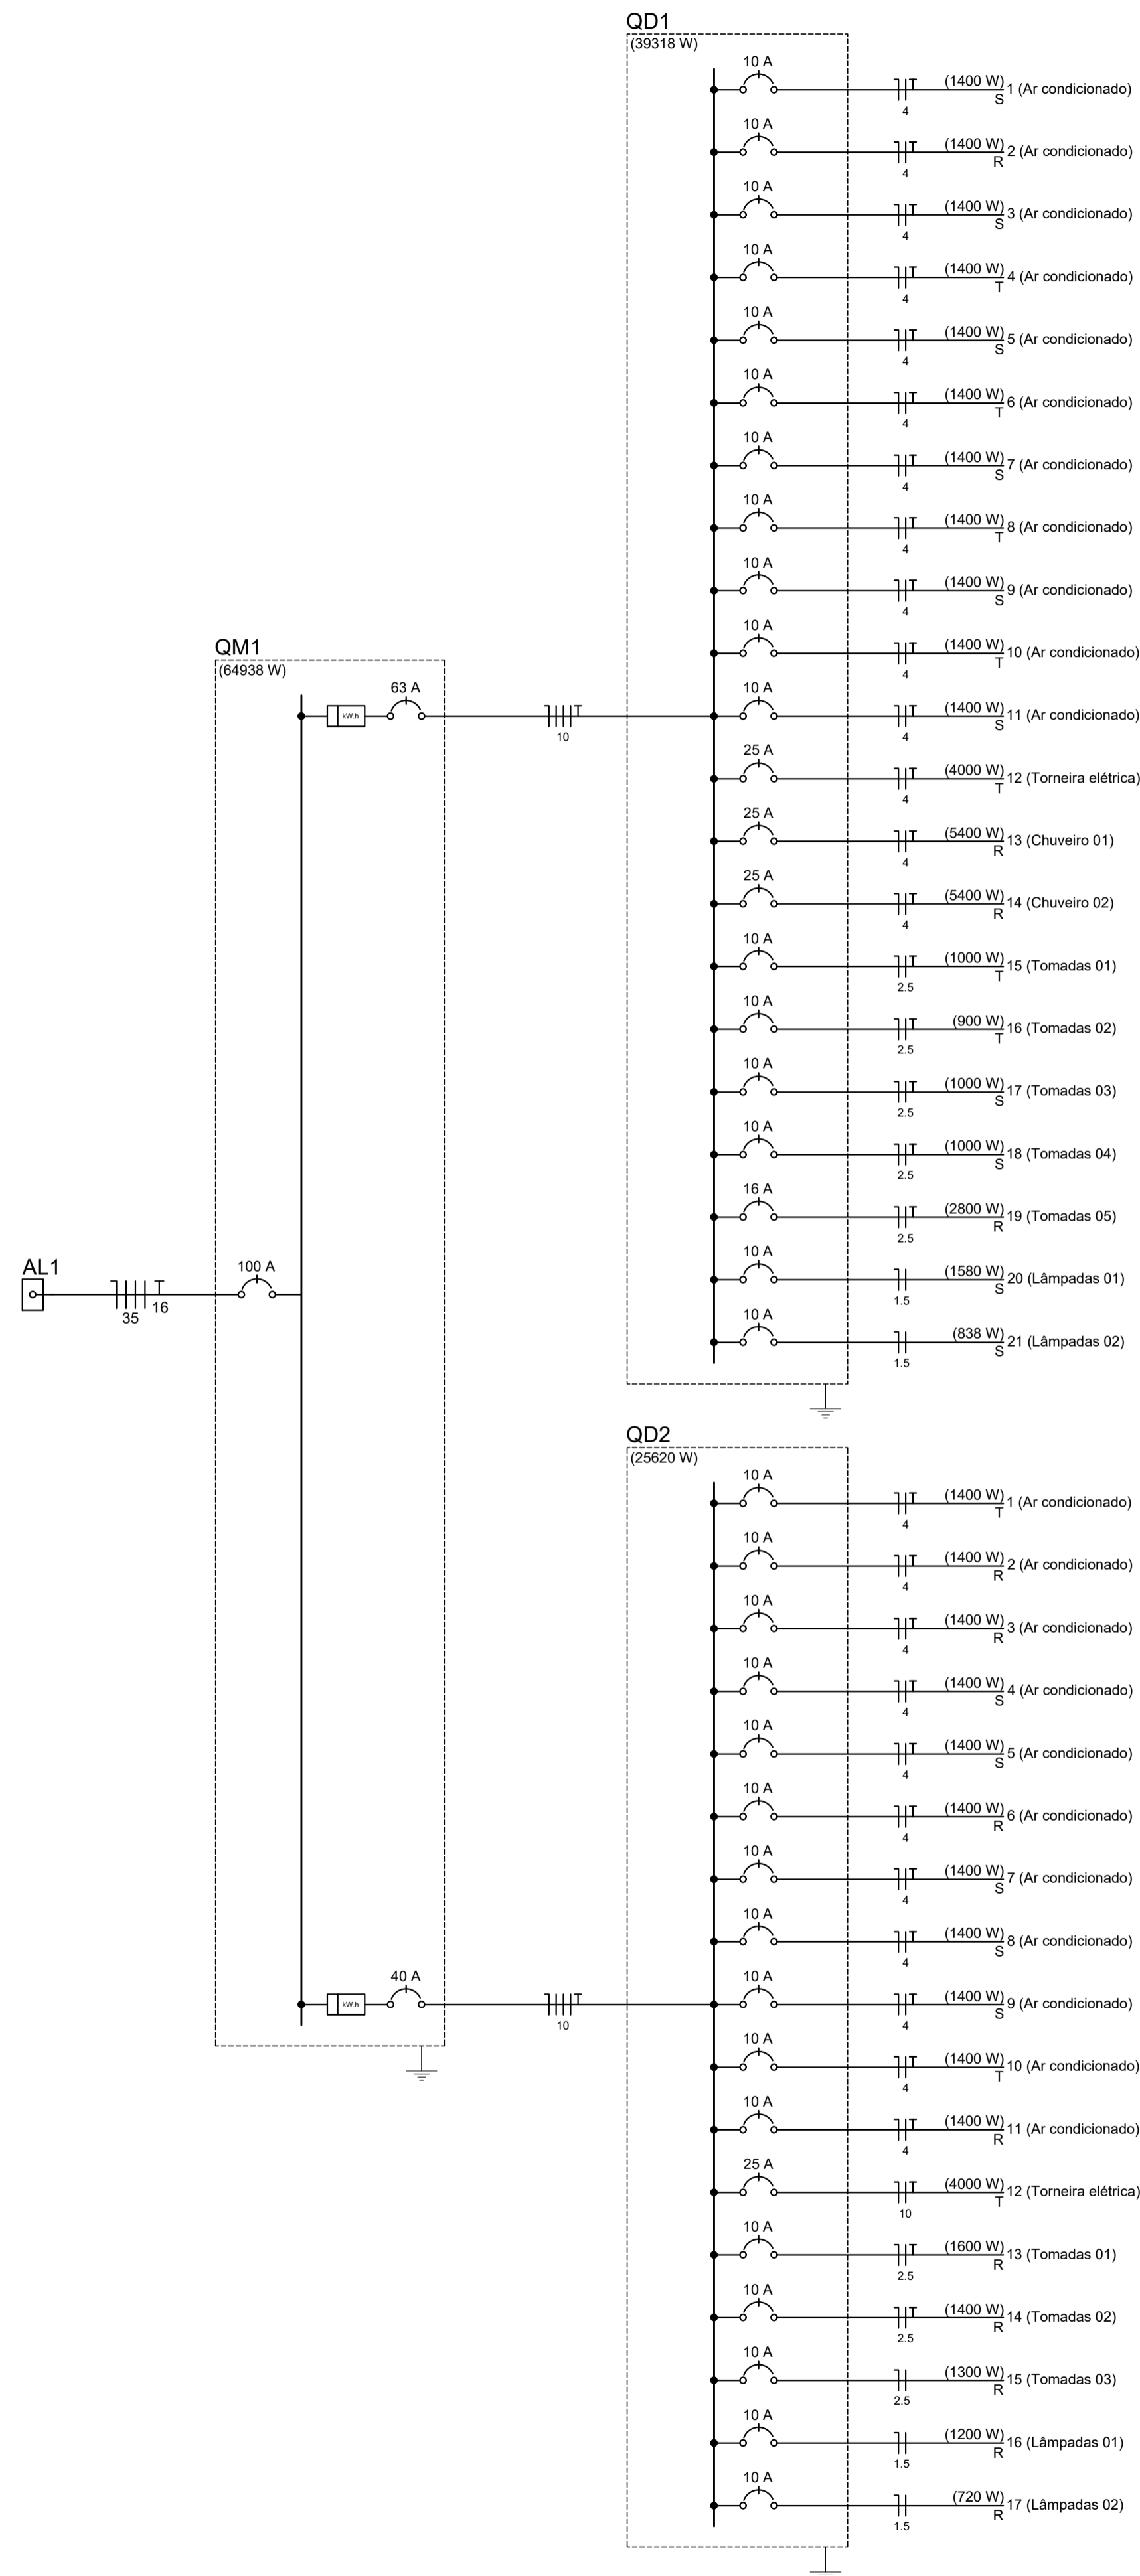 QD1
(39318 W)
10 A
(1400 W) 1 (Ar condicionado)
4
S
10 A
(1400 W) 2 (Ar condicionado)
4
R
10 A
(1400 W) 3 (Ar condicionado)
4
S
10 A
(1400 W) 4 (Ar condicionado)
4
T
10 A
(1400 W) 5 (Ar condicionado)
4
S
10 A
(1400 W) 6 (Ar condicionado)
4
T
10 A
(1400 W) 7 (Ar condicionado)
4
S
10 A
(1400 W) 8 (Ar condicionado)
4
T
10 A
(1400 W) 9 (Ar condicionado)
4
S
10 A
(1400 W) 10 (Ar condicionado)
4
T
10 A
(1400 W) 11 (Ar condicionado)
4
S
25 A
(4000 W) 12 (Torneira elétrica)
4
T
25 A
(5400 W) 13 (Chuveiro 01)
4
R
25 A
(5400 W) 14 (Chuveiro 02)
4
R
10 A
(1000 W) 15 (Tomadas 01)
2.5
T
10 A
(900 W) 16 (Tomadas 02)
2.5
T
10 A
(1000 W) 17 (Tomadas 03)
2.5
S
10 A
(1000 W) 18 (Tomadas 04)
2.5
S
16 A
(2800 W) 19 (Tomadas 05)
2.5
R
10 A
(1580 W) 20 (Lâmpadas 01)
1.5
S
10 A
(838 W) 21 (Lâmpadas 02)
1.5
S
QM1
(64938 W)
kW.h
63 A
10
AL1
35
16
100 A
kW.h
40 A
10
QD2
(25620 W)
10 A
(1400 W) 1 (Ar condicionado)
4
T
10 A
(1400 W) 2 (Ar condicionado)
4
R
10 A
(1400 W) 3 (Ar condicionado)
4
R
10 A
(1400 W) 4 (Ar condicionado)
4
S
10 A
(1400 W) 5 (Ar condicionado)
4
S
10 A
(1400 W) 6 (Ar condicionado)
4
R
10 A
(1400 W) 7 (Ar condicionado)
4
S
10 A
(1400 W) 8 (Ar condicionado)
4
S
10 A
(1400 W) 9 (Ar condicionado)
4
S
10 A
(1400 W) 10 (Ar condicionado)
4
T
10 A
(1400 W) 11 (Ar condicionado)
4
R
25 A
(4000 W) 12 (Torneira elétrica)
10
T
10 A
(1600 W) 13 (Tomadas 01)
2.5
R
10 A
(1400 W) 14 (Tomadas 02)
2.5
R
10 A
(1300 W) 15 (Tomadas 03)
2.5
R
10 A
(1200 W) 16 (Lâmpadas 01)
1.5
R
10 A
(720 W) 17 (Lâmpadas 02)
1.5
R